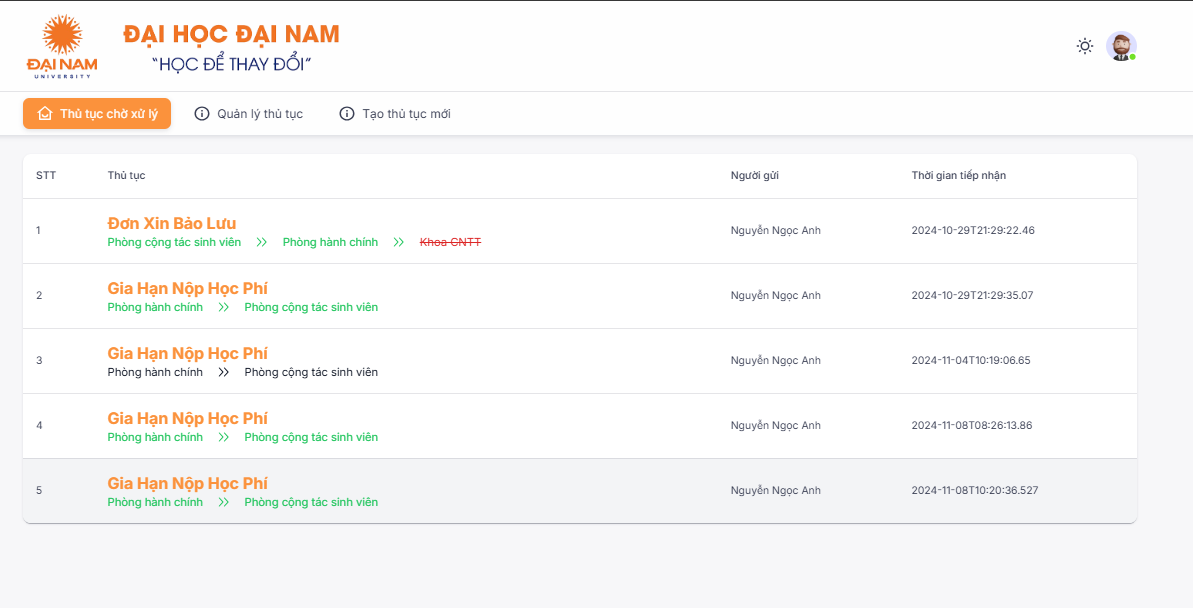 ĐẠI HỌC ĐẠI NAM
“HỌC ĐỂ THAY ĐỔI”
ĐẠI NAM
UNIVERSITY
Thủ tục chờ xử lý
Quản lý thủ tục
Tạo thủ tục mới
STT Thủ tục Người gửi Thời gian tiếp nhận
1 Đơn Xin Bảo Lưu Nguyễn Ngọc Anh 2024-10-29T21:29:22.46
Phòng cộng tác sinh viên >> Phòng hành chính >> Khoa CNTT
2 Gia Hạn Nộp Học Phí Nguyễn Ngọc Anh 2024-10-29T21:29:35.07
Phòng hành chính >> Phòng cộng tác sinh viên
3 Gia Hạn Nộp Học Phí Nguyễn Ngọc Anh 2024-11-04T10:19:06.65
Phòng hành chính >> Phòng cộng tác sinh viên
4 Gia Hạn Nộp Học Phí Nguyễn Ngọc Anh 2024-11-08T08:26:13.86
Phòng hành chính >> Phòng cộng tác sinh viên
5 Gia Hạn Nộp Học Phí Nguyễn Ngọc Anh 2024-11-08T10:20:36.527
Phòng hành chính >> Phòng cộng tác sinh viên